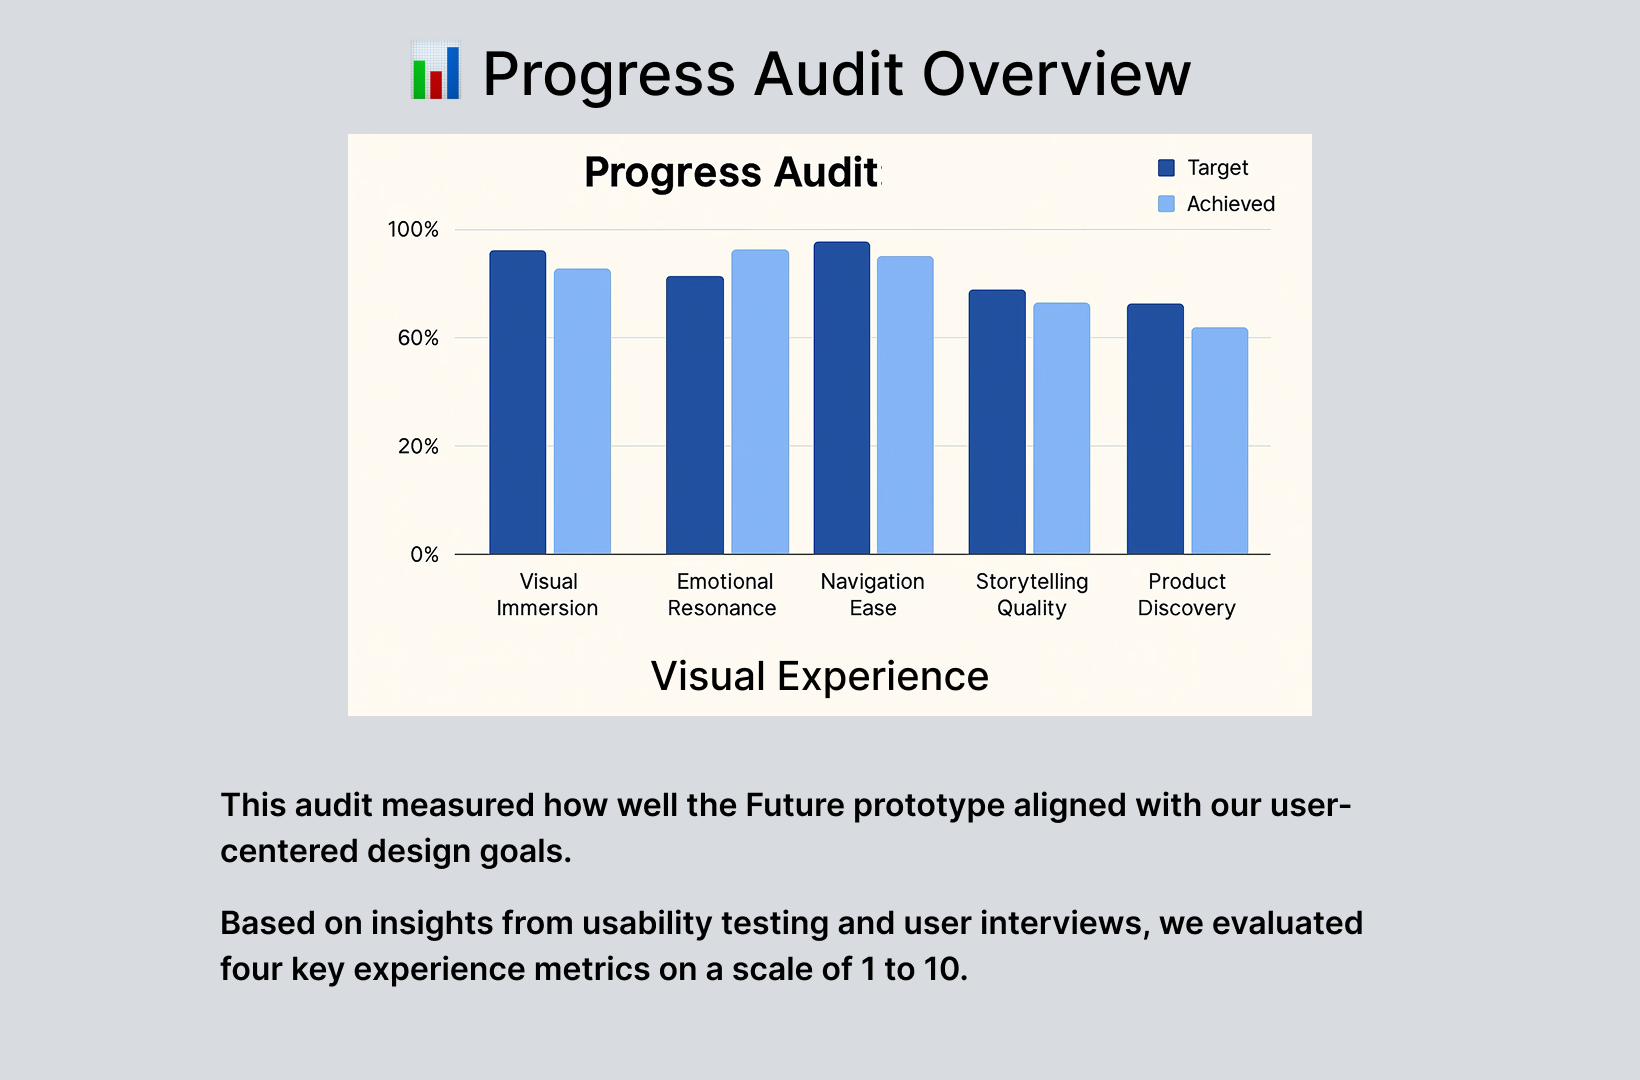 Progress Audit Overview
Progress Audit:
Target
Achieved
100%
60%
20%
0%
Visual
Immersion
Emotional
Resonance
Navigation
Ease
Storytelling
Quality
Product
Discovery
Visual Experience
This audit measured how well the Future prototype aligned with our user-
centered design goals.
Based on insights from usability testing and user interviews, we evaluated
four key experience metrics on a scale of 1 to 10.